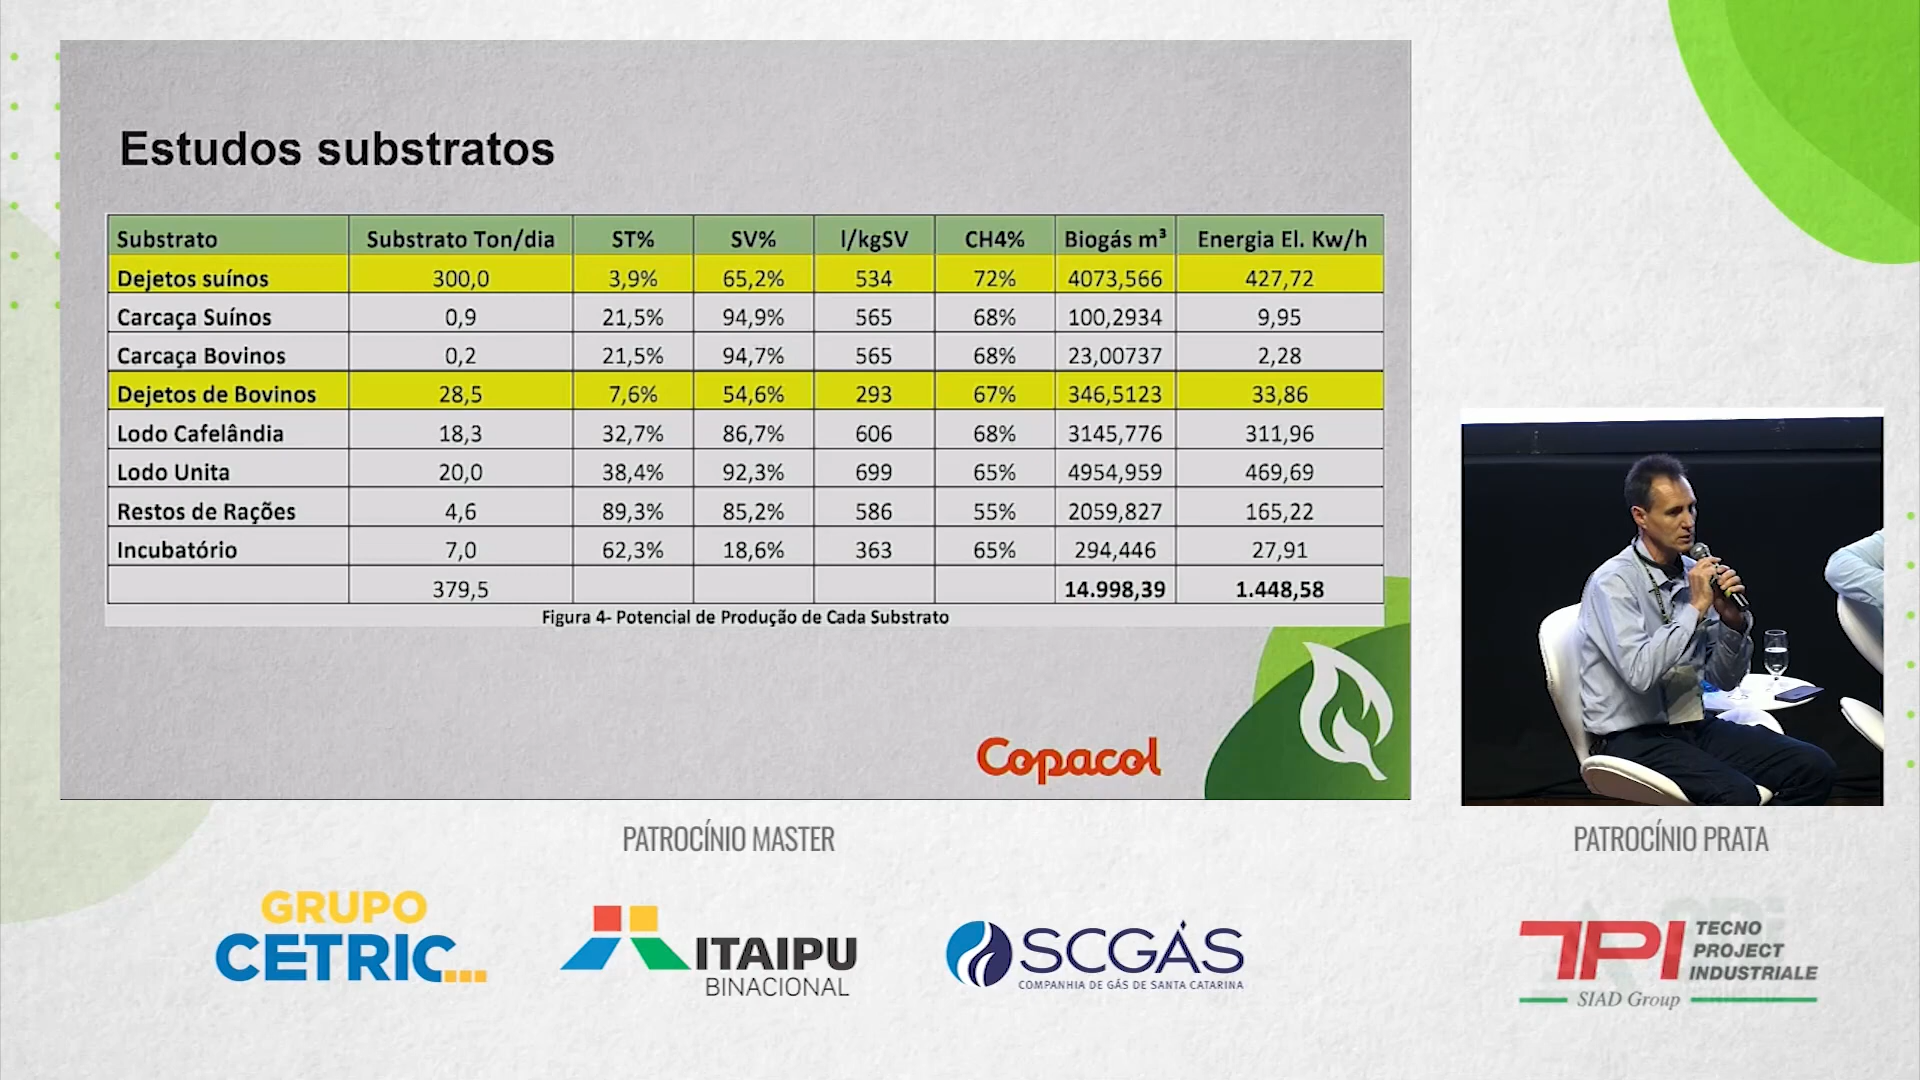 Estudos substratos
Substrato Substrato Ton/dia ST% SV% l/kgSV CH4% Biogás m³ Energia El. Kw/h
Dejetos suínos 300,0 3,9% 65,2% 534 72% 4073,566 427,72
Carcaça Suínos 0,9 21,5% 94,9% 565 68% 100,2934 9,95
Carcaça Bovinos 0,2 21,5% 94,7% 565 68% 23,00737 2,28
Dejetos de Bovinos 28,5 7,6% 54,6% 293 67% 346,5123 33,86
Lodo Cafelândia 18,3 32,7% 86,7% 606 68% 3145,776 311,96
Lodo Unita 20,0 38,4% 92,3% 699 65% 4954,959 469,69
Restos de Rações 4,6 89,3% 85,2% 586 55% 2059,827 165,22
Incubatório 7,0 62,3% 18,6% 363 65% 294,446 27,91
379,5 14.998,39 1.448,58
Figura 4- Potencial de Produção de Cada Substrato
Copacol
PATROCÍNIO MASTER
PATROCÍNIO PRATA
GRUPO
CETRIC...
ITAIPU
BINACIONAL
SCGÁS
COMPANHIA DE GÁS DE SANTA CATARINA
TPI
TECNO
PROJECT
INDUSTRIALE
SIAD Group